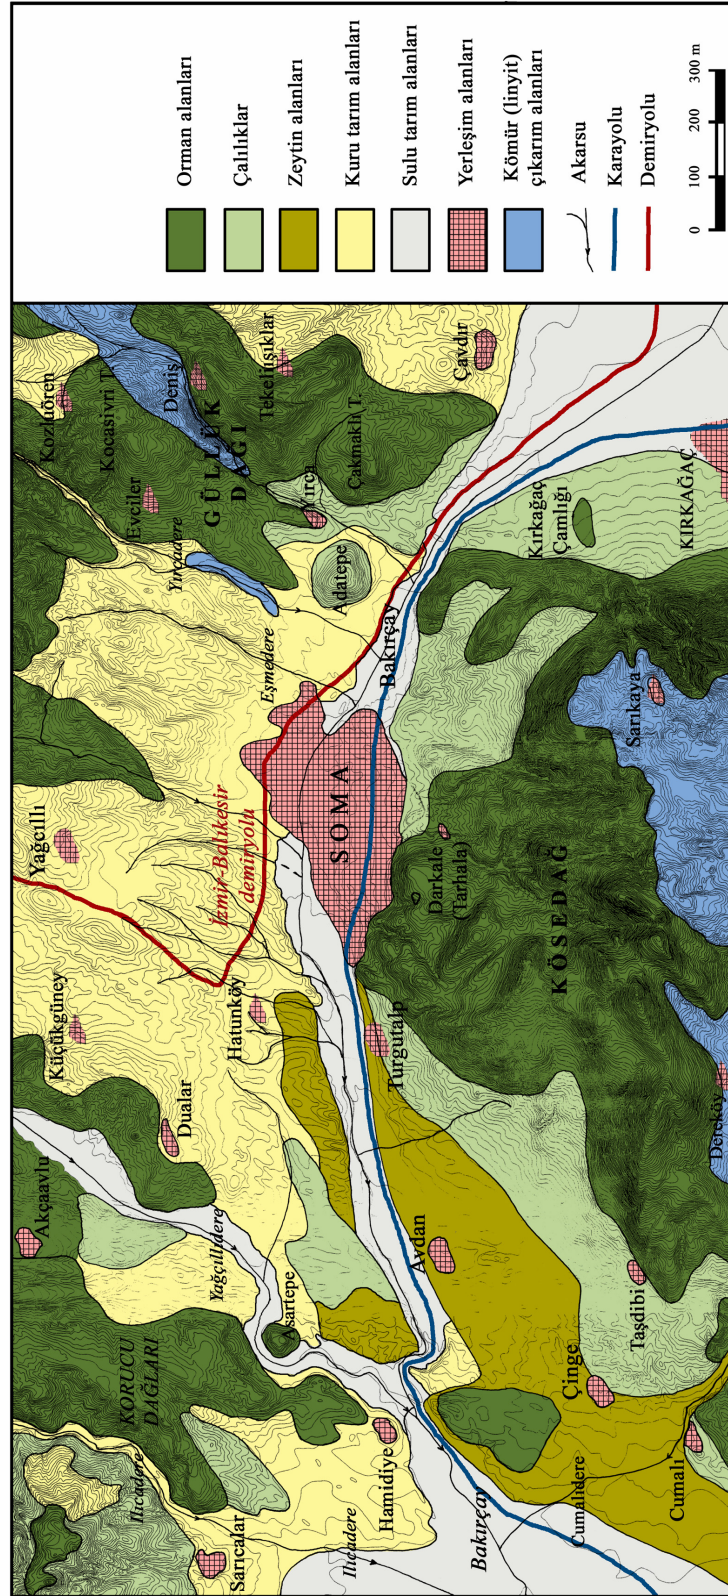 Orman alanları
Çalılıklar
Zeytin alanları
Kuru tarım alanları
Sulu tarım alanları
Yerleşim alanları
Kömür (linyit)
çıkarım alanları
Akarsu
Karayolu
Demiryolu
0 100 200 300 m
Akçaavlu
Küçükgüney
Yağcıllı
Kozluören
Kocasivri T.
Evciler
Deniş
Tekelüşıklar
GÜLLÜK
DAĞI
Yırcadere
Yırca
Çakmaklı T.
Çavdır
Adatepe
Eşmedere
Bakırçay
Kırkağaç
Çamlığı
KIRKAĞAÇ
Sarıkaya
SOMA
İzmir-Balıkesir
demiryolu
Darkale
(Tarhala)
KÖSEDAĞ
Hatunköy
Turgutalp
Dualar
Yağçıllıdere
Asartepe
KORUCU
DAĞLARI
Ilıcadere
Sarıcalar
Hamidiye
Ilıcadere
Bakırçay
Avdan
Çinge
Taşdibi
Dereköy
Cumalıdere
Cumalı